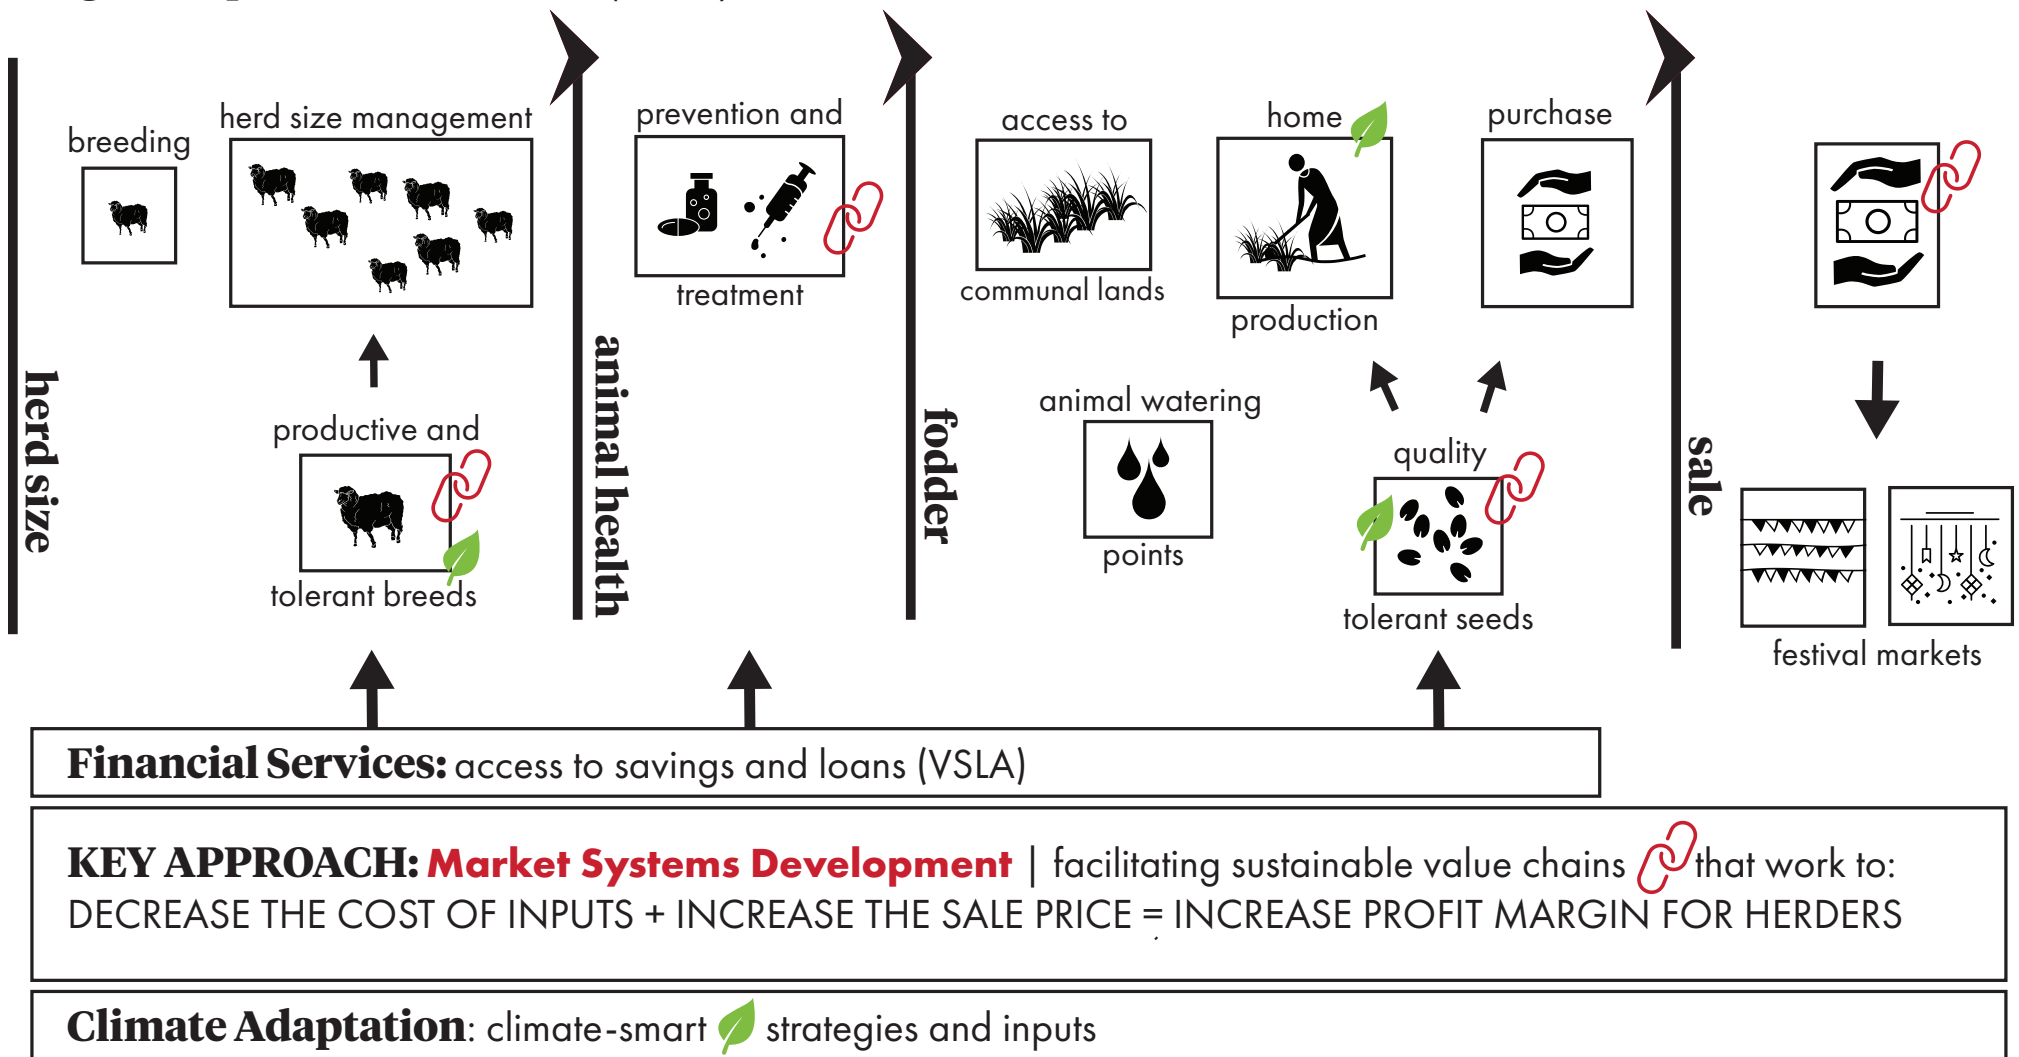 herd size
breeding
herd size management
productive and
tolerant breeds
animal health
prevention and
treatment
fodder
access to
communal lands
home
production
purchase
animal watering
points
quality
tolerant seeds
sale
festival markets
Financial Services: access to savings and loans (VSLA)
KEY APPROACH: Market Systems Development | facilitating sustainable value chains that work to:
DECREASE THE COST OF INPUTS + INCREASE THE SALE PRICE = INCREASE PROFIT MARGIN FOR HERDERS
Climate Adaptation: climate-smart strategies and inputs